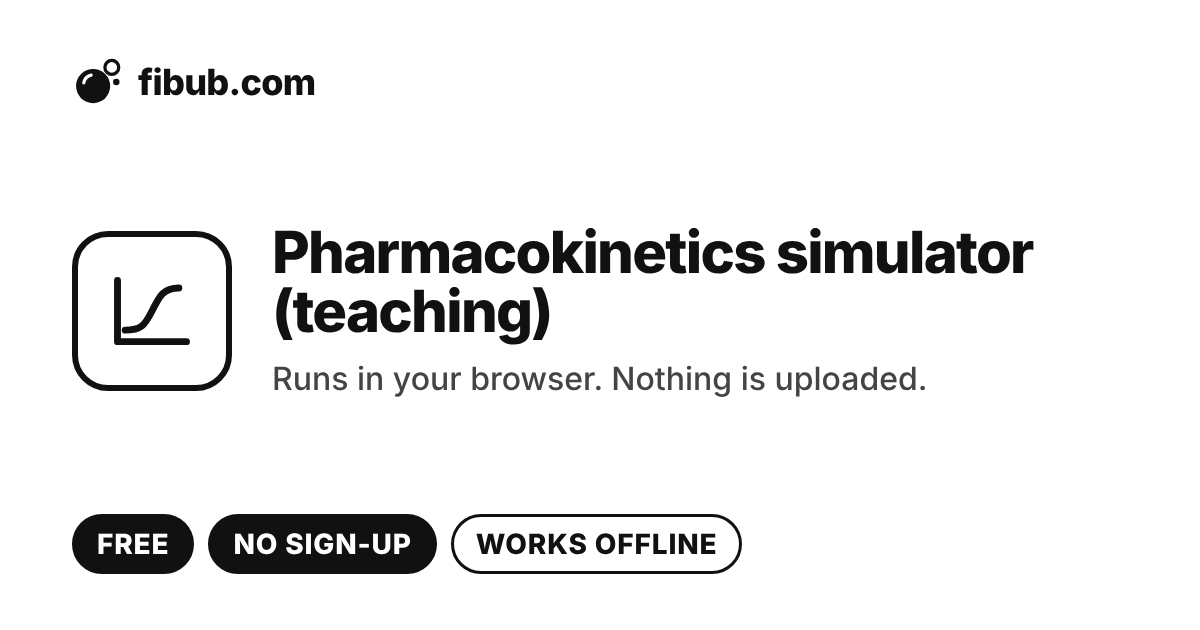 fibub.com
Pharmacokinetics simulator
(teaching)
Runs in your browser. Nothing is uploaded.
FREE
NO SIGN-UP
WORKS OFFLINE